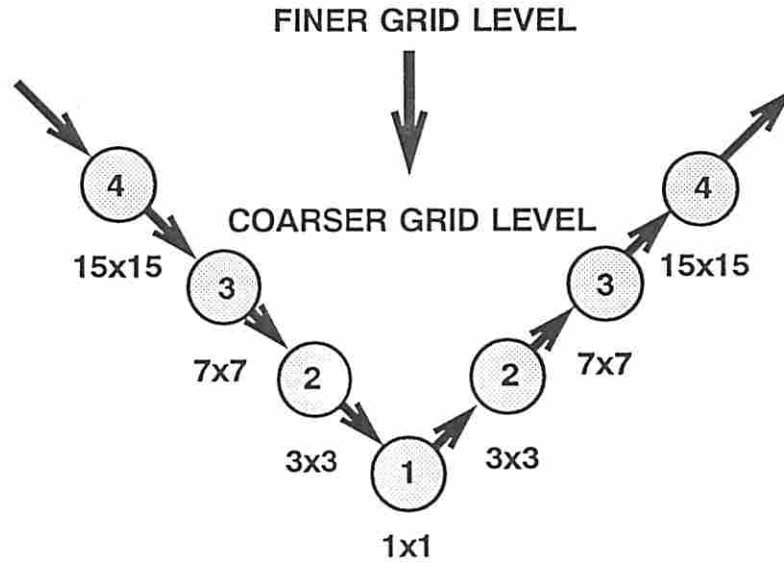 FINER GRID LEVEL
4
4
COARSER GRID LEVEL
15x15
15x15
3
3
7x7
7x7
2
2
3x3
3x3
1
1x1